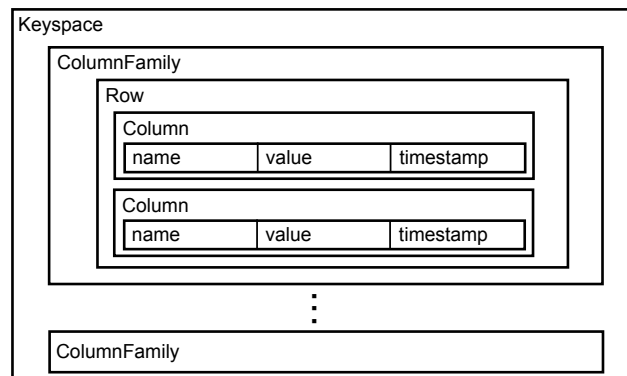 Keyspace
ColumnFamily
Row
Column
name value timestamp
Column
name value timestamp
ColumnFamily